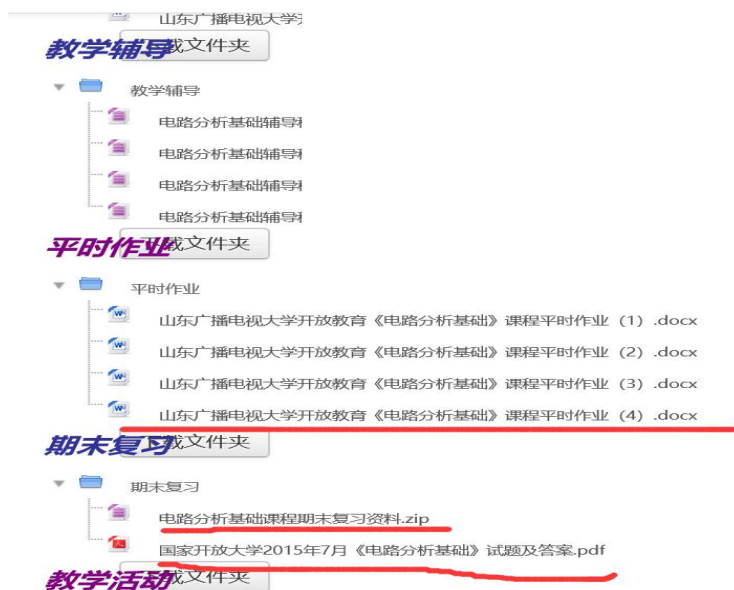 山东广播电视大学
教学辅导
下载文件夹
教学辅导
电路分析基础辅导
电路分析基础辅导
电路分析基础辅导
电路分析基础辅导
平时作业
下载文件夹
平时作业
山东广播电视大学开放教育《电路分析基础》课程平时作业（1）.docx
山东广播电视大学开放教育《电路分析基础》课程平时作业（2）.docx
山东广播电视大学开放教育《电路分析基础》课程平时作业（3）.docx
山东广播电视大学开放教育《电路分析基础》课程平时作业（4）.docx
期末复习
下载文件夹
期末复习
电路分析基础课程期末复习资料.zip
国家开放大学2015年7月《电路分析基础》试题及答案.pdf
教学活动
下载文件夹